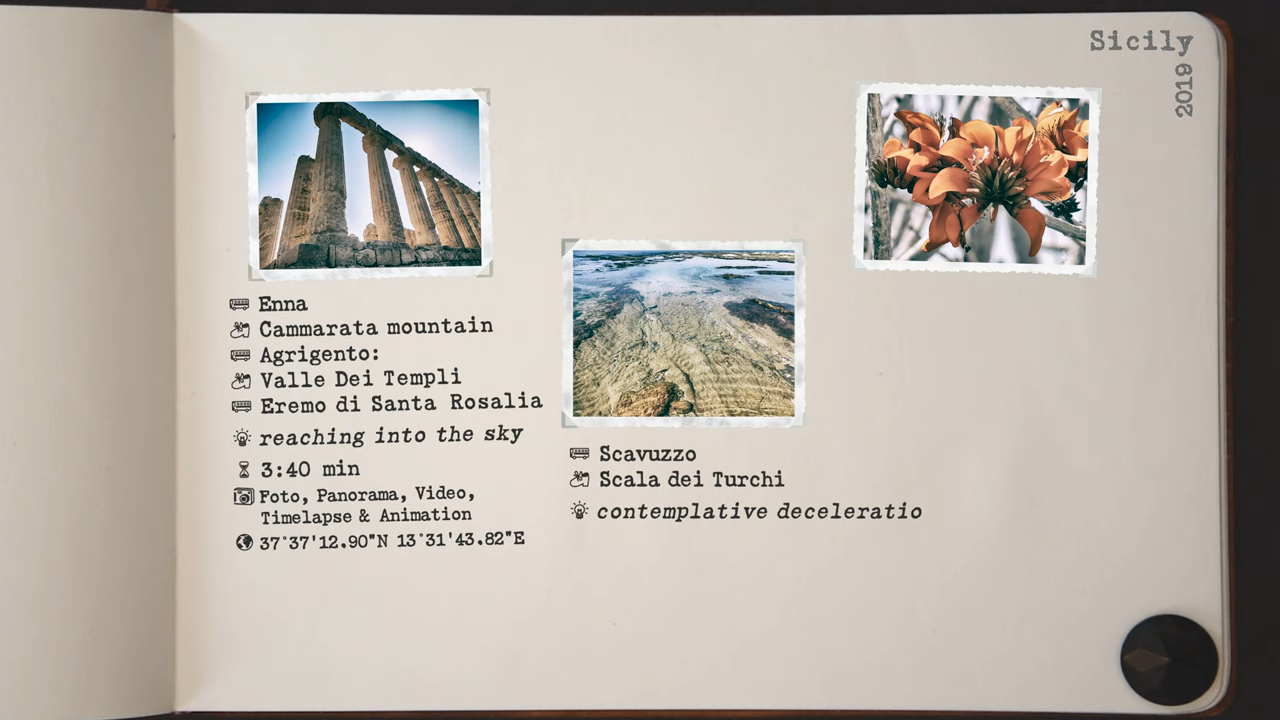 Sicily
2019
Enna
Cammarata mountain
Agrigento:
Valle Dei Templi
Eremo di Santa Rosalia
reaching into the sky
3:40 min
Foto, Panorama, Video,
Timelapse & Animation
37°37'12.90"N 13°31'43.82"E
Scavuzzo
Scala dei Turchi
contemplative deceleratio